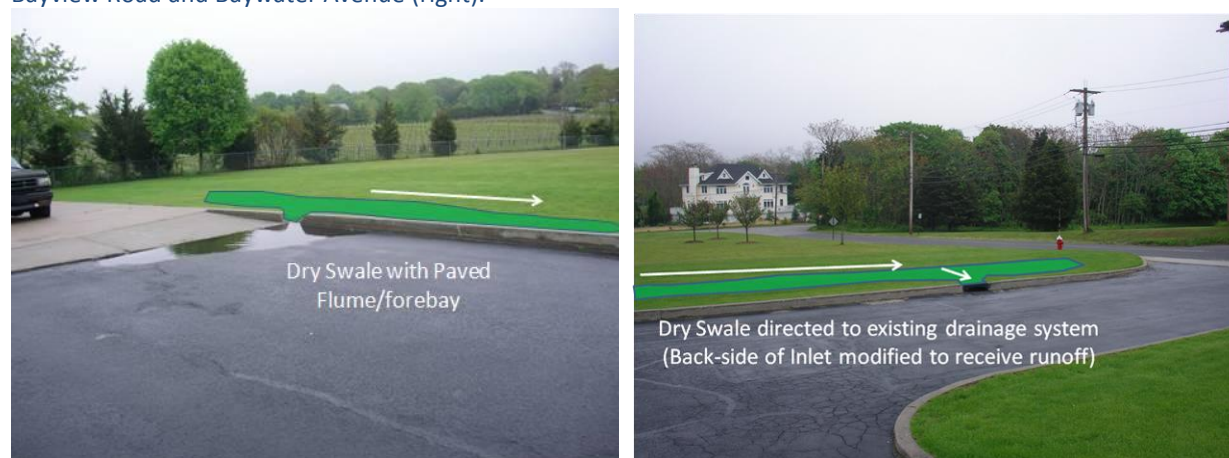 Bayview Road and Baywater Avenue (right).
Dry Swale with Paved
Flume/forebay
Dry Swale directed to existing drainage system
(Back-side of Inlet modified to receive runoff)